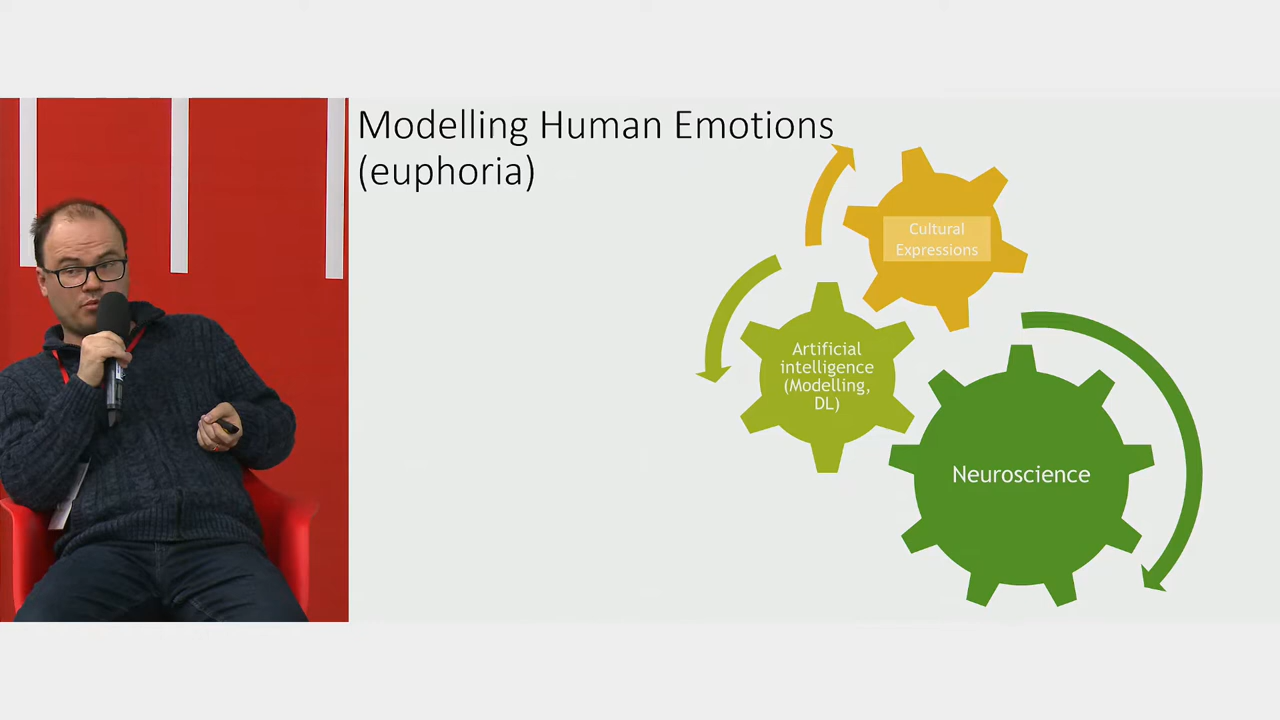 Modelling Human Emotions
(euphoria)
Cultural
Expressions
Artificial
intelligence
(Modelling,
DL)
Neuroscience